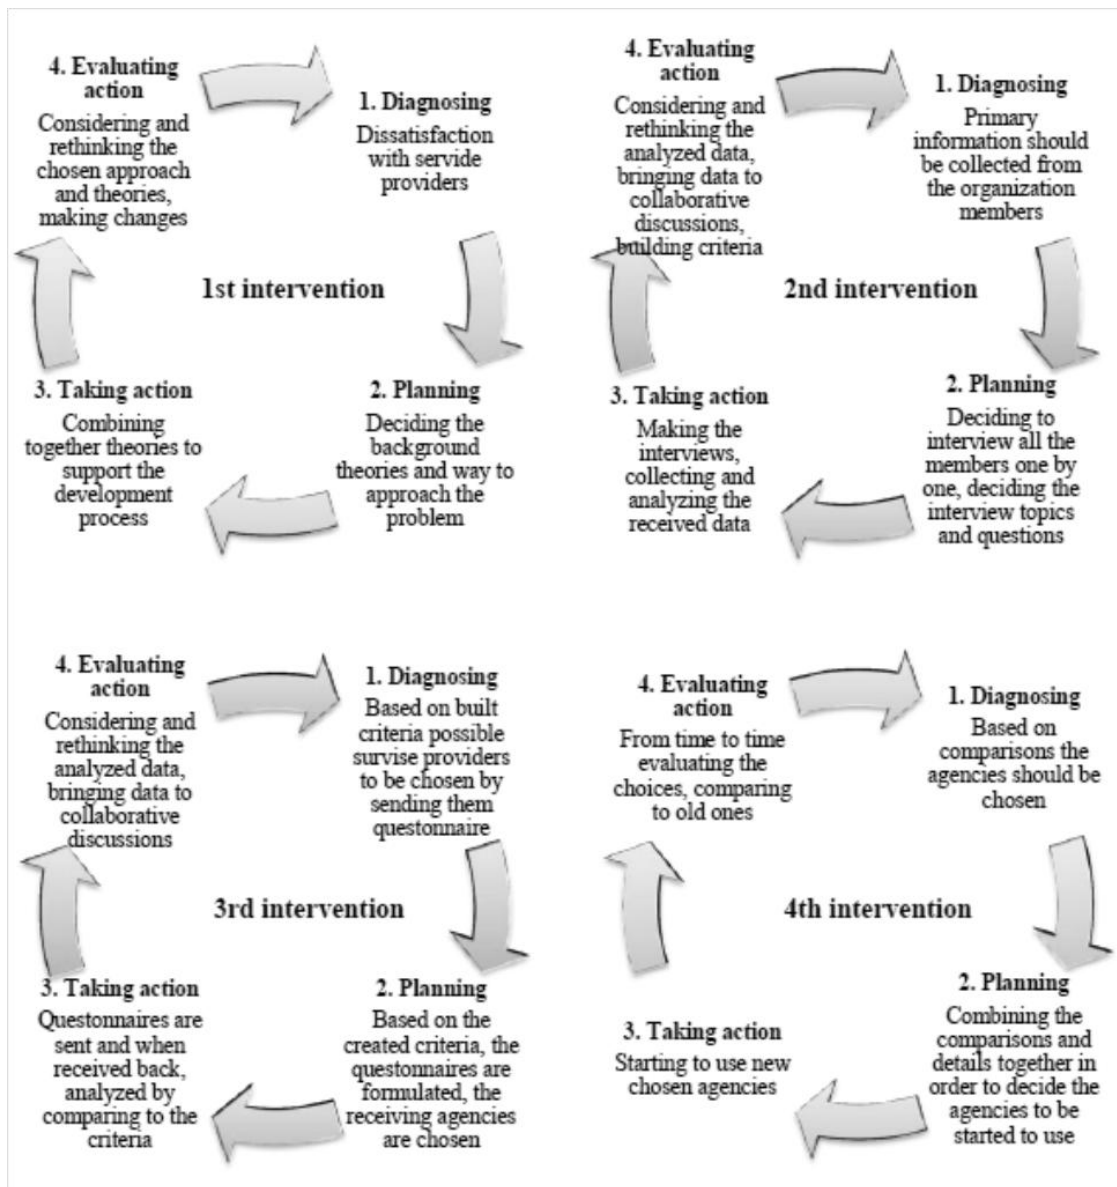 4. Evaluating
action
Considering and
rethinking the
chosen approach
and theories,
making changes
1. Diagnosing
Dissatisfaction
with servide
providers
1st intervention
3. Taking action
Combining
together theories to
support the
development
process
2. Planning
Deciding the
background
theories and way to
approach the
problem
4. Evaluating
action
Considering and
rethinking the
analyzed data,
bringing data to
collaborative
discussions,
building criteria
1. Diagnosing
Primary
information should
be collected from
the organization
members
2nd intervention
3. Taking action
Making the
interviews,
collecting and
analyzing the
received data
2. Planning
Deciding to
interview all the
members one by
one, deciding the
interview topics
and questions
4. Evaluating
action
Considering and
rethinking the
analyzed data,
bringing data to
collaborative
discussions
1. Diagnosing
Based on built
criteria possible
survise providers
to be chosen by
sending them
questonnaire
3rd intervention
3. Taking action
Questonnaires are
sent and when
received back,
analyzed by
comparing to the
criteria
2. Planning
Based on the
created criteria, the
questonnaires are
formulated, the
receiving agencies
are chosen
4. Evaluating
action
From time to time
evaluating the
choices, comparing
to old ones
1. Diagnosing
Based on
comparisons the
agencies should be
chosen
4th intervention
3. Taking action
Starting to use new
chosen agencies
2. Planning
Combining the
comparisons and
details together in
order to decide the
agencies to be
started to use